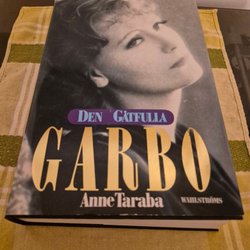 DEN GÅTFULLA
GARBO
Anne Taraba
WAHLSTRÖMS